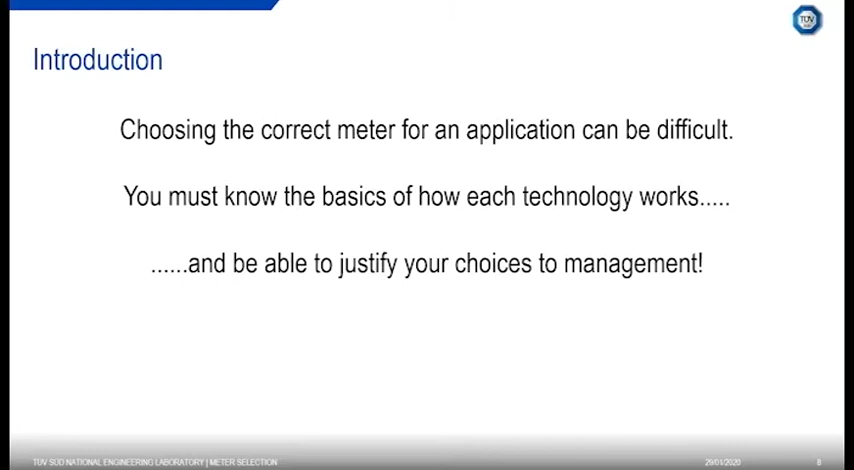 TÜV
Introduction
Choosing the correct meter for an application can be difficult.
You must know the basics of how each technology works.....
......and be able to justify your choices to management!
TÜV SÜD NATIONAL ENGINEERING LABORATORY | METER SELECTION
29/01/2020
8